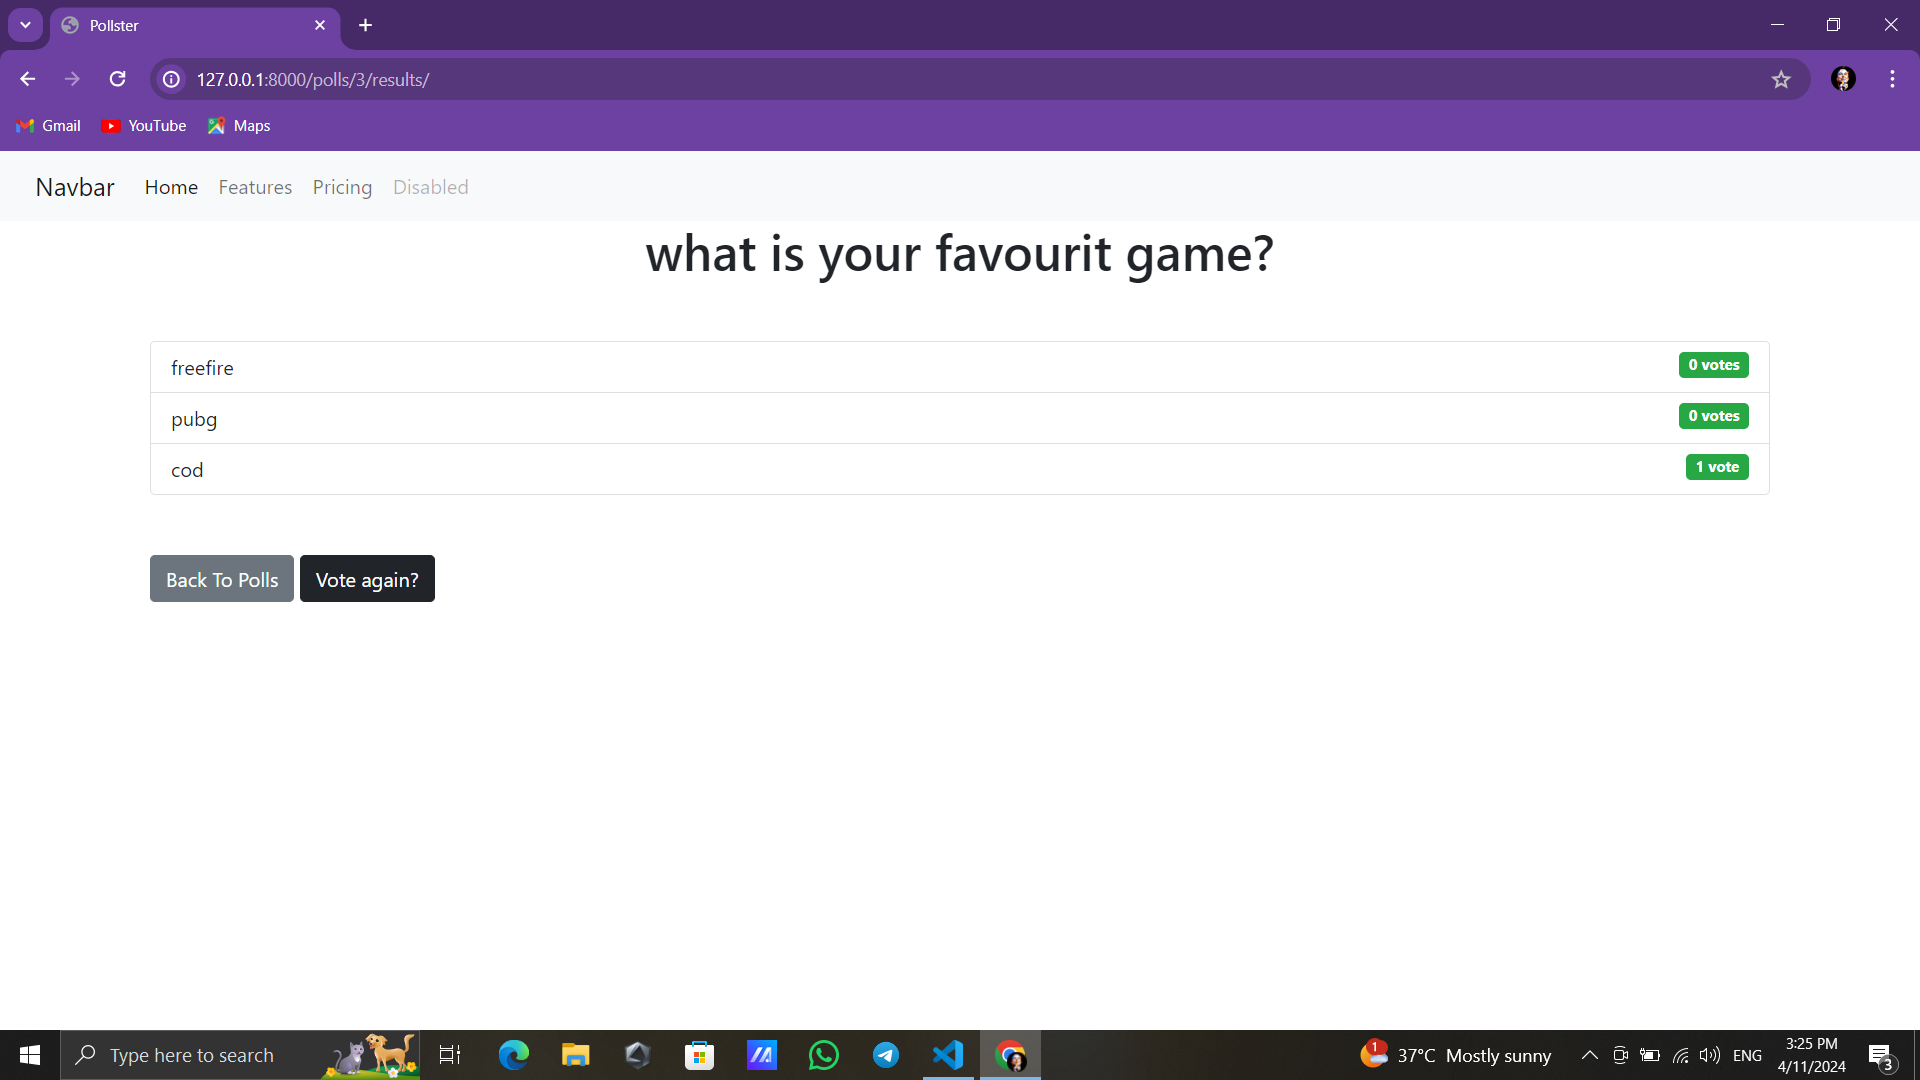 Pollster
127.0.0.1:8000/polls/3/results/
Gmail YouTube Maps
Navbar Home Features Pricing Disabled
what is your favourit game?
freefire 0 votes
pubg 0 votes
cod 1 vote
Back To Polls Vote again?
Type here to search 1 37°C Mostly sunny ENG 3:25 PM
4/11/2024 3